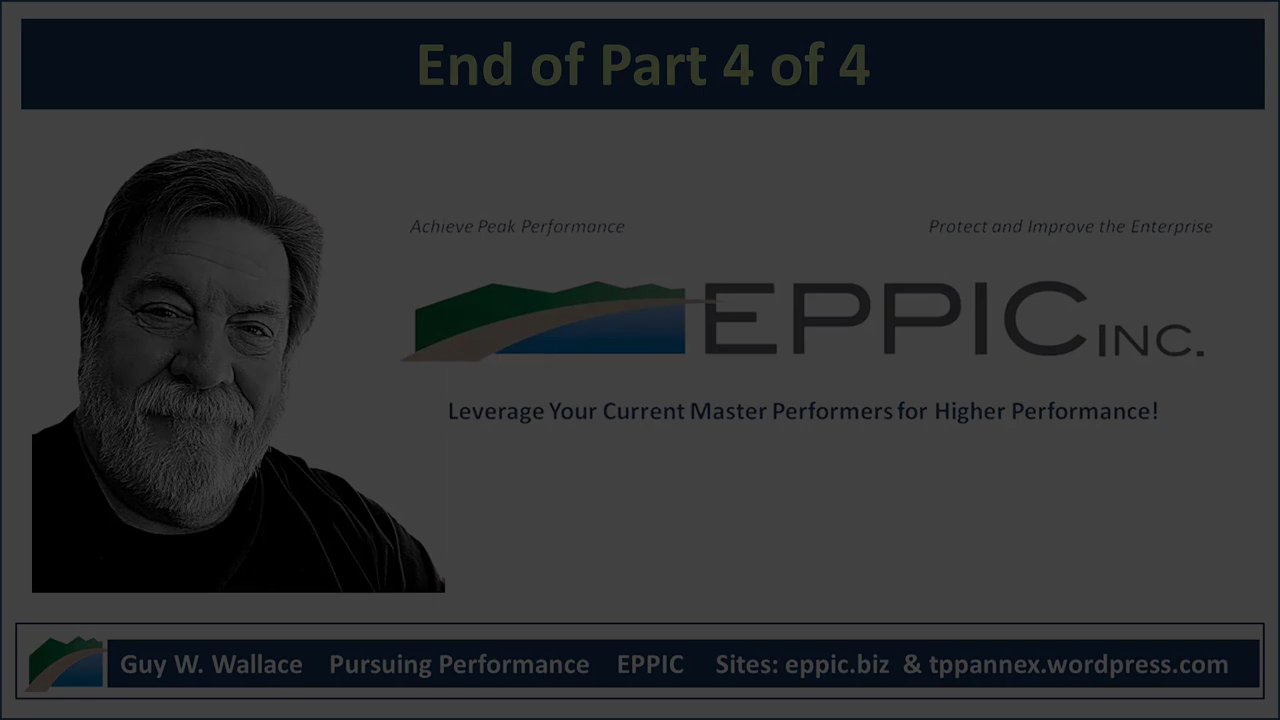 End of Part 4 of 4
Achieve Peak Performance Protect and Improve the Enterprise
EPPIC INC.
Leverage Your Current Master Performers for Higher Performance!
Guy W. Wallace Pursuing Performance EPPIC Sites: eppic.biz & tppannex.wordpress.com